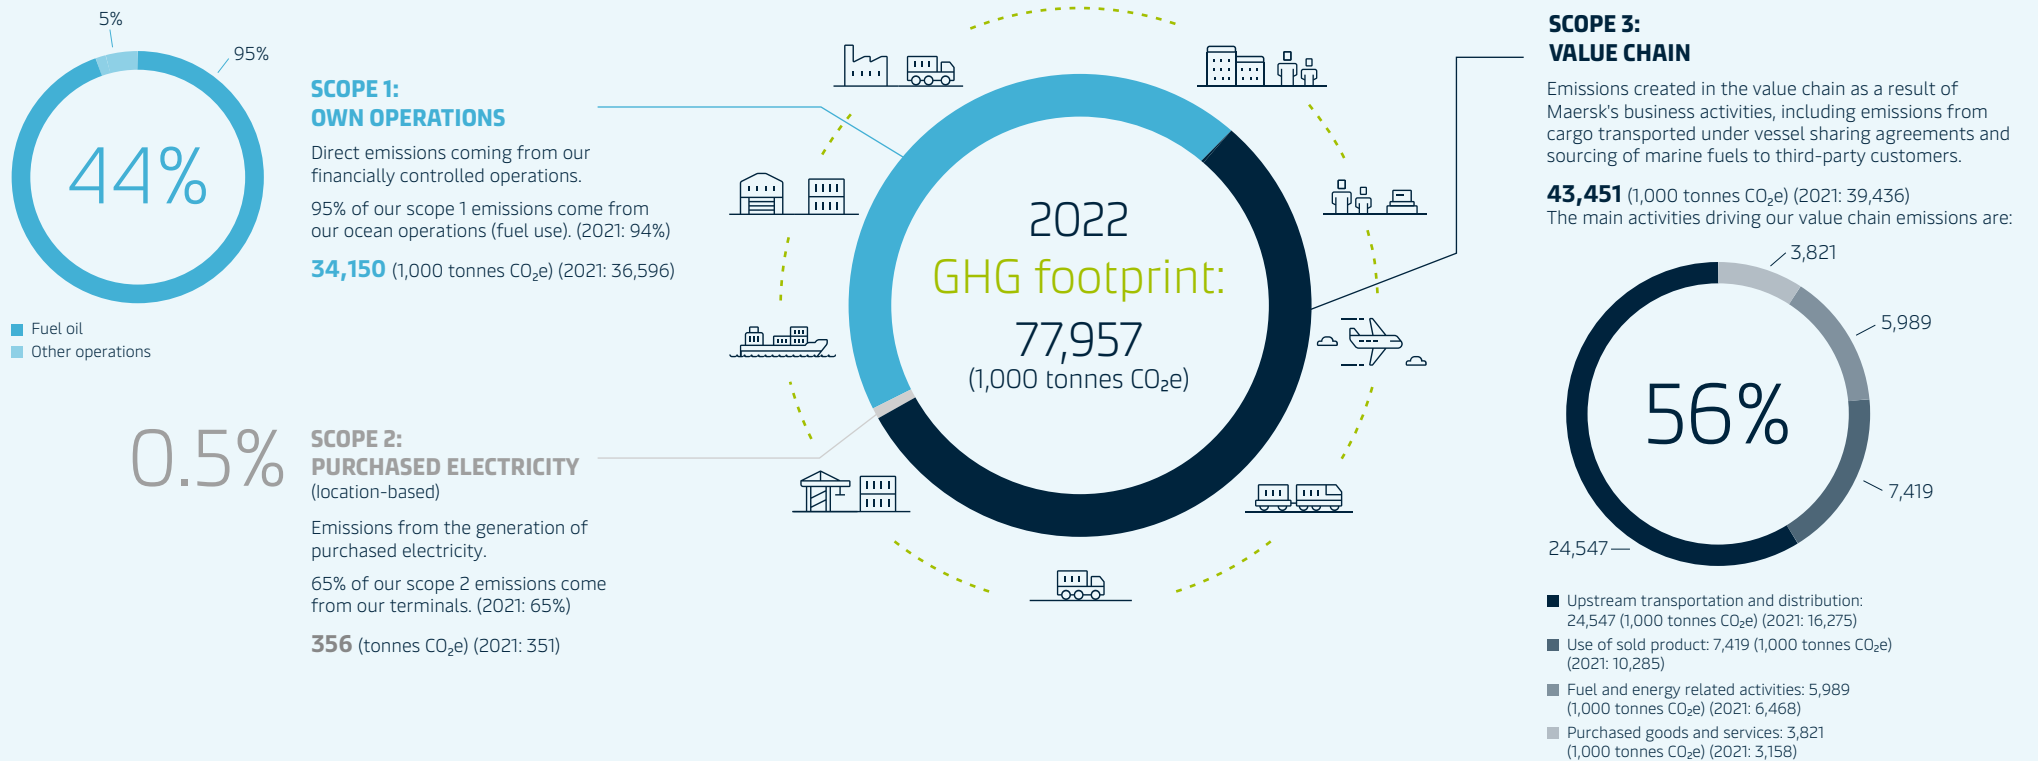 5%
95%
44%
Fuel oil
Other operations
SCOPE 1:
OWN OPERATIONS
Direct emissions coming from our
financially controlled operations.
95% of our scope 1 emissions come from
our ocean operations (fuel use). (2021: 94%)
34,150 (1,000 tonnes CO₂e) (2021: 36,596)
0.5%
SCOPE 2:
PURCHASED ELECTRICITY
(location-based)
Emissions from the generation of
purchased electricity.
65% of our scope 2 emissions come
from our terminals. (2021: 65%)
356 (tonnes CO₂e) (2021: 351)
2022
GHG footprint:
77,957
(1,000 tonnes CO₂e)
SCOPE 3:
VALUE CHAIN
Emissions created in the value chain as a result of
Maersk's business activities, including emissions from
cargo transported under vessel sharing agreements and
sourcing of marine fuels to third-party customers.
43,451 (1,000 tonnes CO₂e) (2021: 39,436)
The main activities driving our value chain emissions are:
3,821
5,989
56%
7,419
24,547
Upstream transportation and distribution:
24,547 (1,000 tonnes CO₂e) (2021: 16,275)
Use of sold product: 7,419 (1,000 tonnes CO₂e)
(2021: 10,285)
Fuel and energy related activities: 5,989
(1,000 tonnes CO₂e) (2021: 6,468)
Purchased goods and services: 3,821
(1,000 tonnes CO₂e) (2021: 3,158)